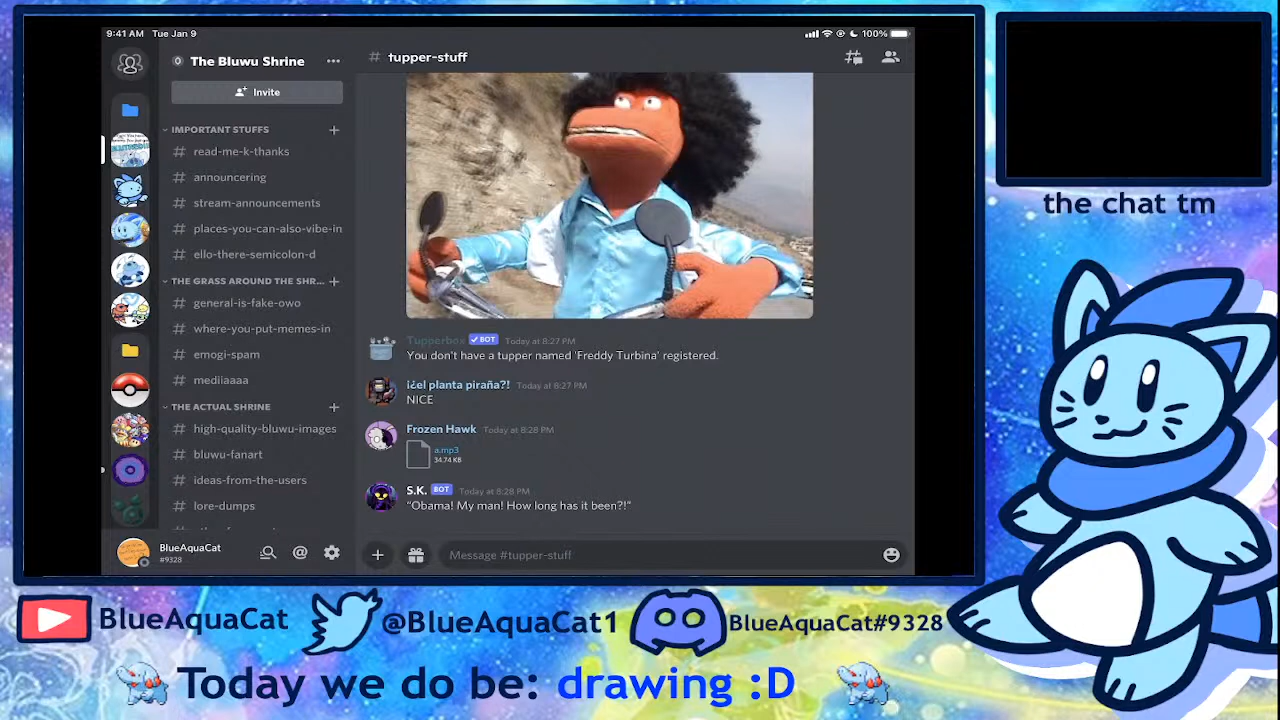 9:41 AM Tue Jan 9
100%
The Bluwu Shrine
Invite
IMPORTANT STUFFS
# read-me-k-thanks
# announcering
# stream-announcements
# places-you-can-also-vibe-in
# ello-there-semicolon-d
THE GRASS AROUND THE SHR...
# general-is-fake-owo
# where-you-put-memes-in
# emogi-spam
# mediiaaaa
THE ACTUAL SHRINE
# high-quality-bluwu-images
# bluwu-fanart
# ideas-from-the-users
# lore-dumps
BlueAquaCat
#9328
# tupper-stuff
Tupperbox BOT Today at 8:27 PM
You don't have a tupper named 'Freddy Turbina' registered.
i¿el planta piraña?! Today at 8:27 PM
NICE
Frozen Hawk Today at 8:28 PM
a.mp3
34.74 KB
S.K. BOT Today at 8:28 PM
"Obama! My man! How long has it been?!"
Message #tupper-stuff
the chat tm
BlueAquaCat
@BlueAquaCat1
BlueAquaCat#9328
Today we do be: drawing :D